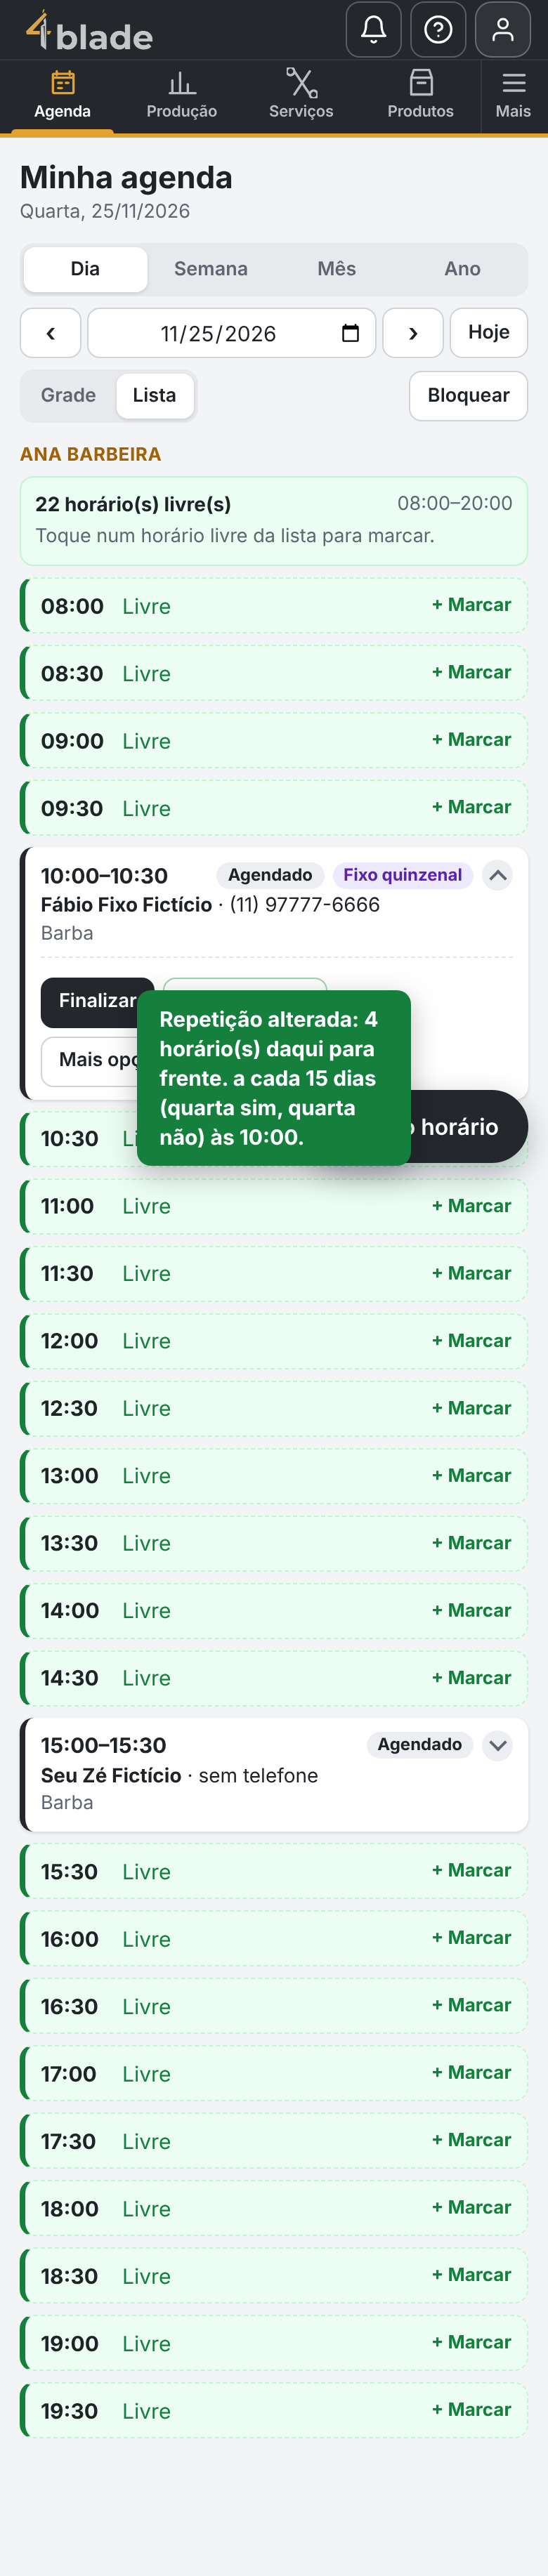 4blade
Agenda
Produção
Serviços
Produtos
Mais
Minha agenda
Quarta, 25/11/2026
Dia
Semana
Mês
Ano
‹
11/25/2026
›
Hoje
Grade
Lista
Bloquear
ANA BARBEIRA
22 horário(s) livre(s)
08:00–20:00
Toque num horário livre da lista para marcar.
08:00 Livre + Marcar
08:30 Livre + Marcar
09:00 Livre + Marcar
09:30 Livre + Marcar
10:00–10:30 Agendado Fixo quinzenal
Fábio Fixo Fictício · (11) 97777-6666
Barba
Finalizar
Mais
Repetição alterada: 4
horário(s) daqui para
frente. a cada 15 dias
(quarta sim, quarta
não) às 10:00.
horário
10:30
11:00 Livre + Marcar
11:30 Livre + Marcar
12:00 Livre + Marcar
12:30 Livre + Marcar
13:00 Livre + Marcar
13:30 Livre + Marcar
14:00 Livre + Marcar
14:30 Livre + Marcar
15:00–15:30 Agendado
Seu Zé Fictício · sem telefone
Barba
15:30 Livre + Marcar
16:00 Livre + Marcar
16:30 Livre + Marcar
17:00 Livre + Marcar
17:30 Livre + Marcar
18:00 Livre + Marcar
18:30 Livre + Marcar
19:00 Livre + Marcar
19:30 Livre + Marcar